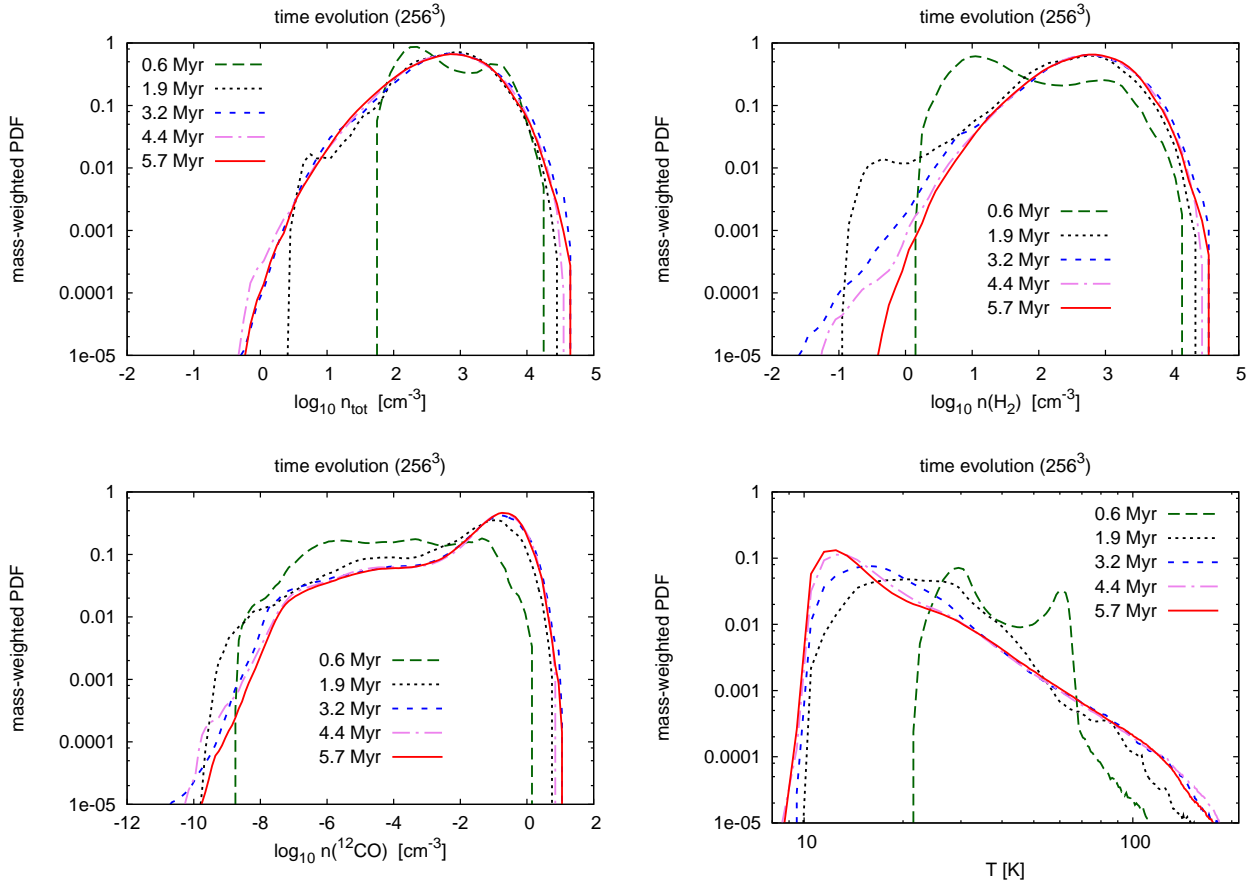 time evolution (256³)
mass-weighted PDF
1
0.1
0.01
0.001
0.0001
1e-05
0.6 Myr
1.9 Myr
3.2 Myr
4.4 Myr
5.7 Myr
-2 -1 0 1 2 3 4 5
log₁₀ n_tot [cm⁻³]
time evolution (256³)
mass-weighted PDF
1
0.1
0.01
0.001
0.0001
1e-05
0.6 Myr
1.9 Myr
3.2 Myr
4.4 Myr
5.7 Myr
-2 -1 0 1 2 3 4 5
log₁₀ n(H₂) [cm⁻³]
time evolution (256³)
mass-weighted PDF
1
0.1
0.01
0.001
0.0001
1e-05
0.6 Myr
1.9 Myr
3.2 Myr
4.4 Myr
5.7 Myr
-12 -10 -8 -6 -4 -2 0 2
log₁₀ n(¹²CO) [cm⁻³]
time evolution (256³)
mass-weighted PDF
1
0.1
0.01
0.001
0.0001
1e-05
0.6 Myr
1.9 Myr
3.2 Myr
4.4 Myr
5.7 Myr
10 100
T [K]